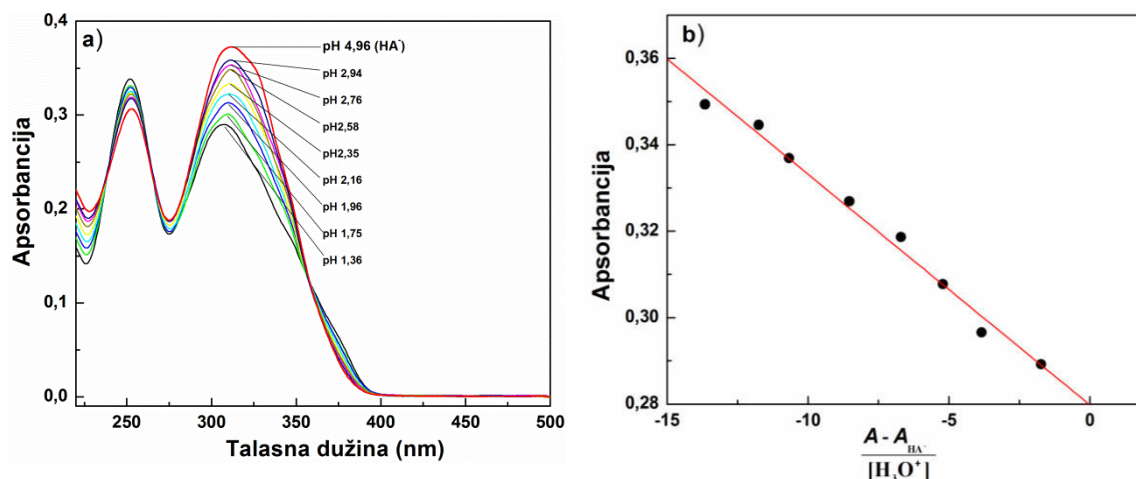 a)
Apsorbancija
0,4
0,3
0,2
0,1
0,0
pH 4,96 (HA⁻)
pH 2,94
pH 2,76
pH2,58
pH2,35
pH 2,16
pH 1,96
pH 1,75
pH 1,36
250 300 350 400 450 500
Talasna dužina (nm)
b)
Apsorbancija
0,36
0,34
0,32
0,30
0,28
-15 -10 -5 0
A - A HA⁻
[H₃O⁺]